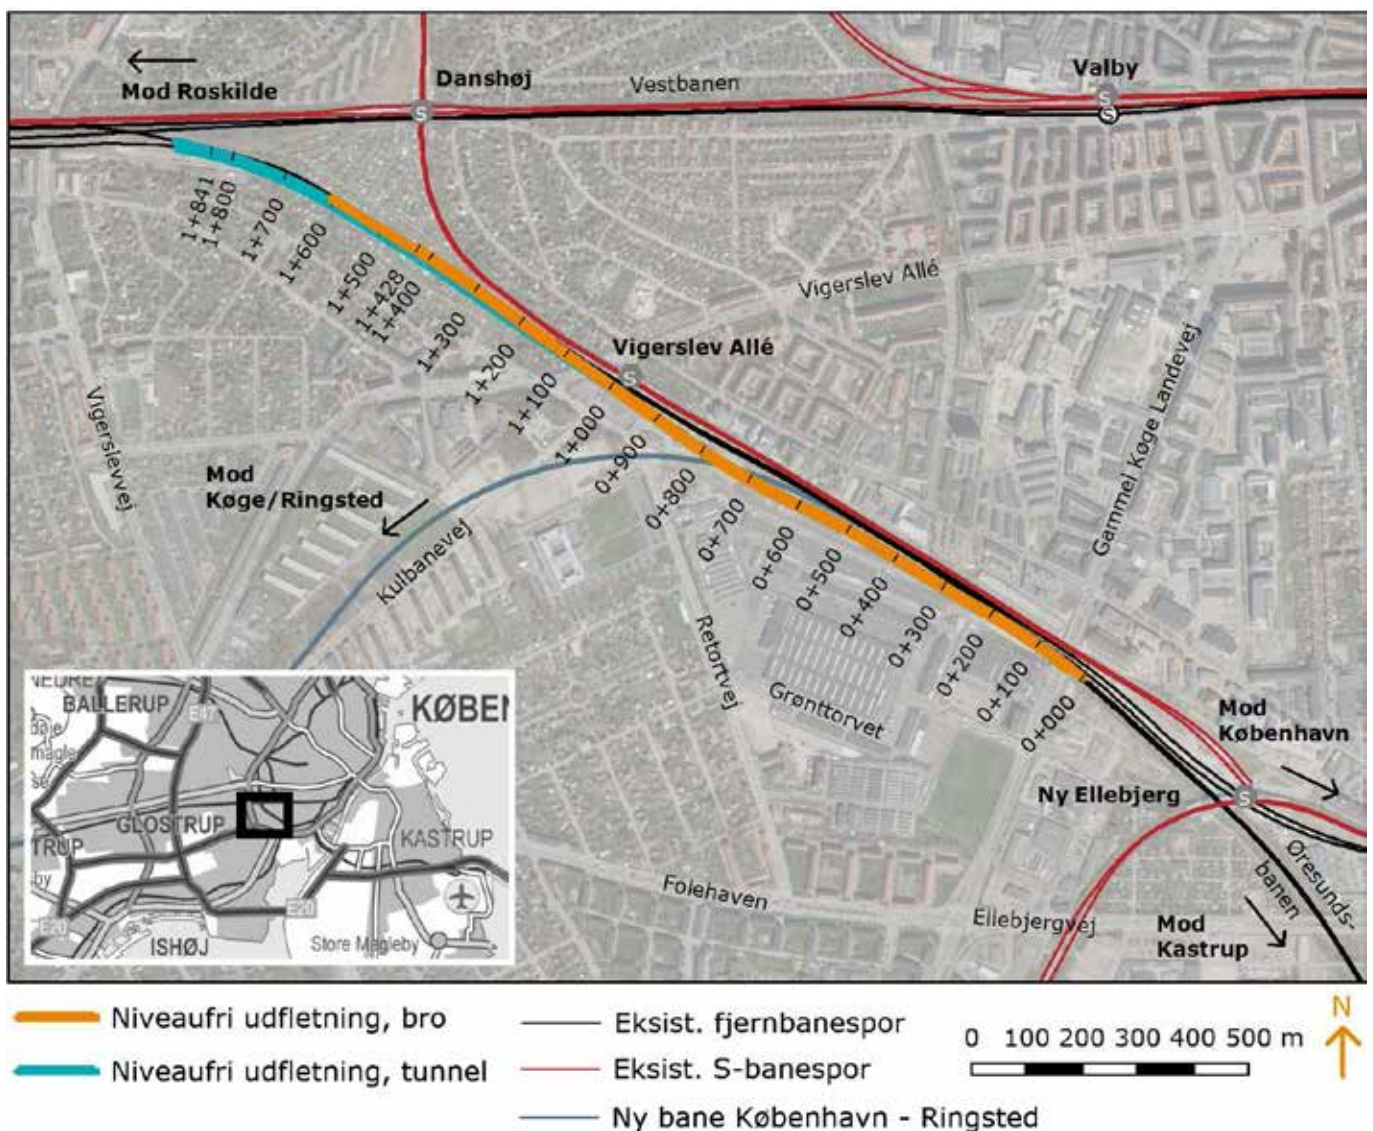 Mod Roskilde
Danshøj
Vestbanen
Valby
S
S
S
1+841
1+800
1+700
1+600
1+500
1+428
1+400
1+300
1+200
1+100
1+000
0+900
0+800
0+700
0+600
0+500
0+400
0+300
0+200
0+100
0+000
Vigerslev Allé
Vigerslev Allé
S
Gammel Køge Landevej
Vigerslevvej
Mod
Køge/Ringsted
Kulbanevej
Retortvej
Grønttorvet
Mod
København
Ny Ellebjerg
S
Øresunds-
banen
Folehaven
Ellebjergvej
Mod
Kastrup
NEDRE
BALLERUP
KØBEN
GLOSTRUP
TRUP
KASTRUP
E20
E20
ISHØJ
Store Magleby
Niveaufri udfletning, bro
Niveaufri udfletning, tunnel
Eksist. fjernbanespor
Eksist. S-banespor
Ny bane København - Ringsted
0 100 200 300 400 500 m
N